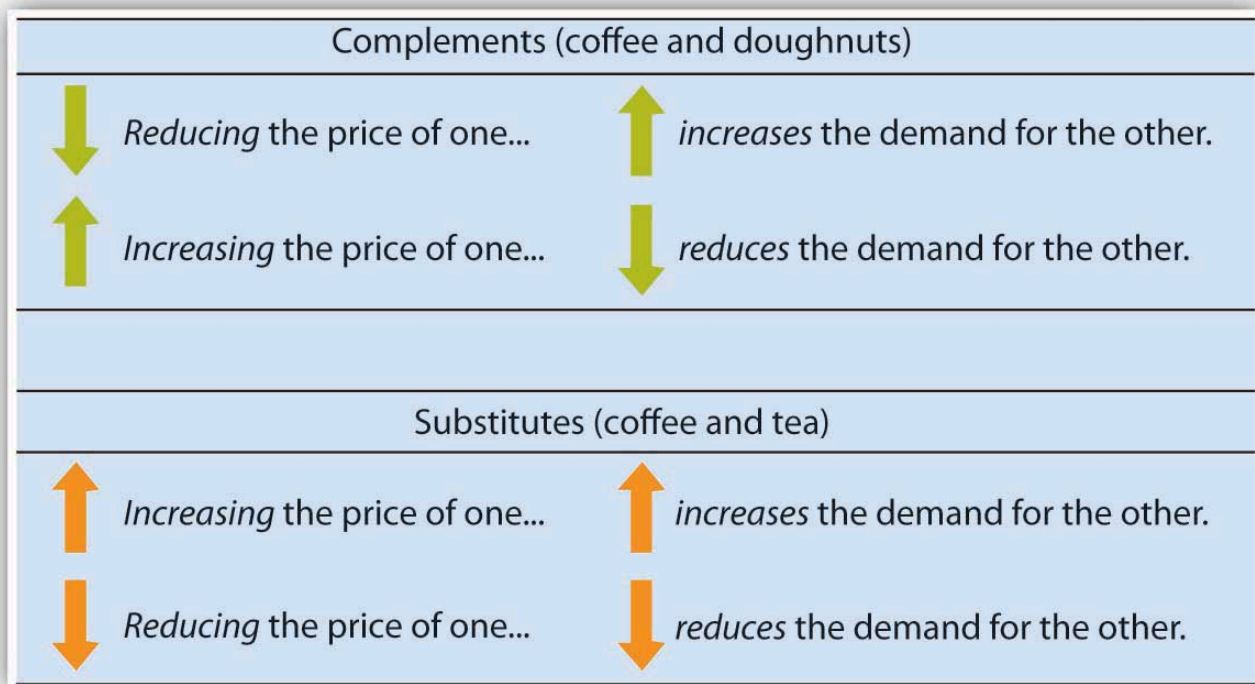 Complements (coffee and doughnuts)
Reducing the price of one... increases the demand for the other.
Increasing the price of one... reduces the demand for the other.
Substitutes (coffee and tea)
Increasing the price of one... increases the demand for the other.
Reducing the price of one... reduces the demand for the other.